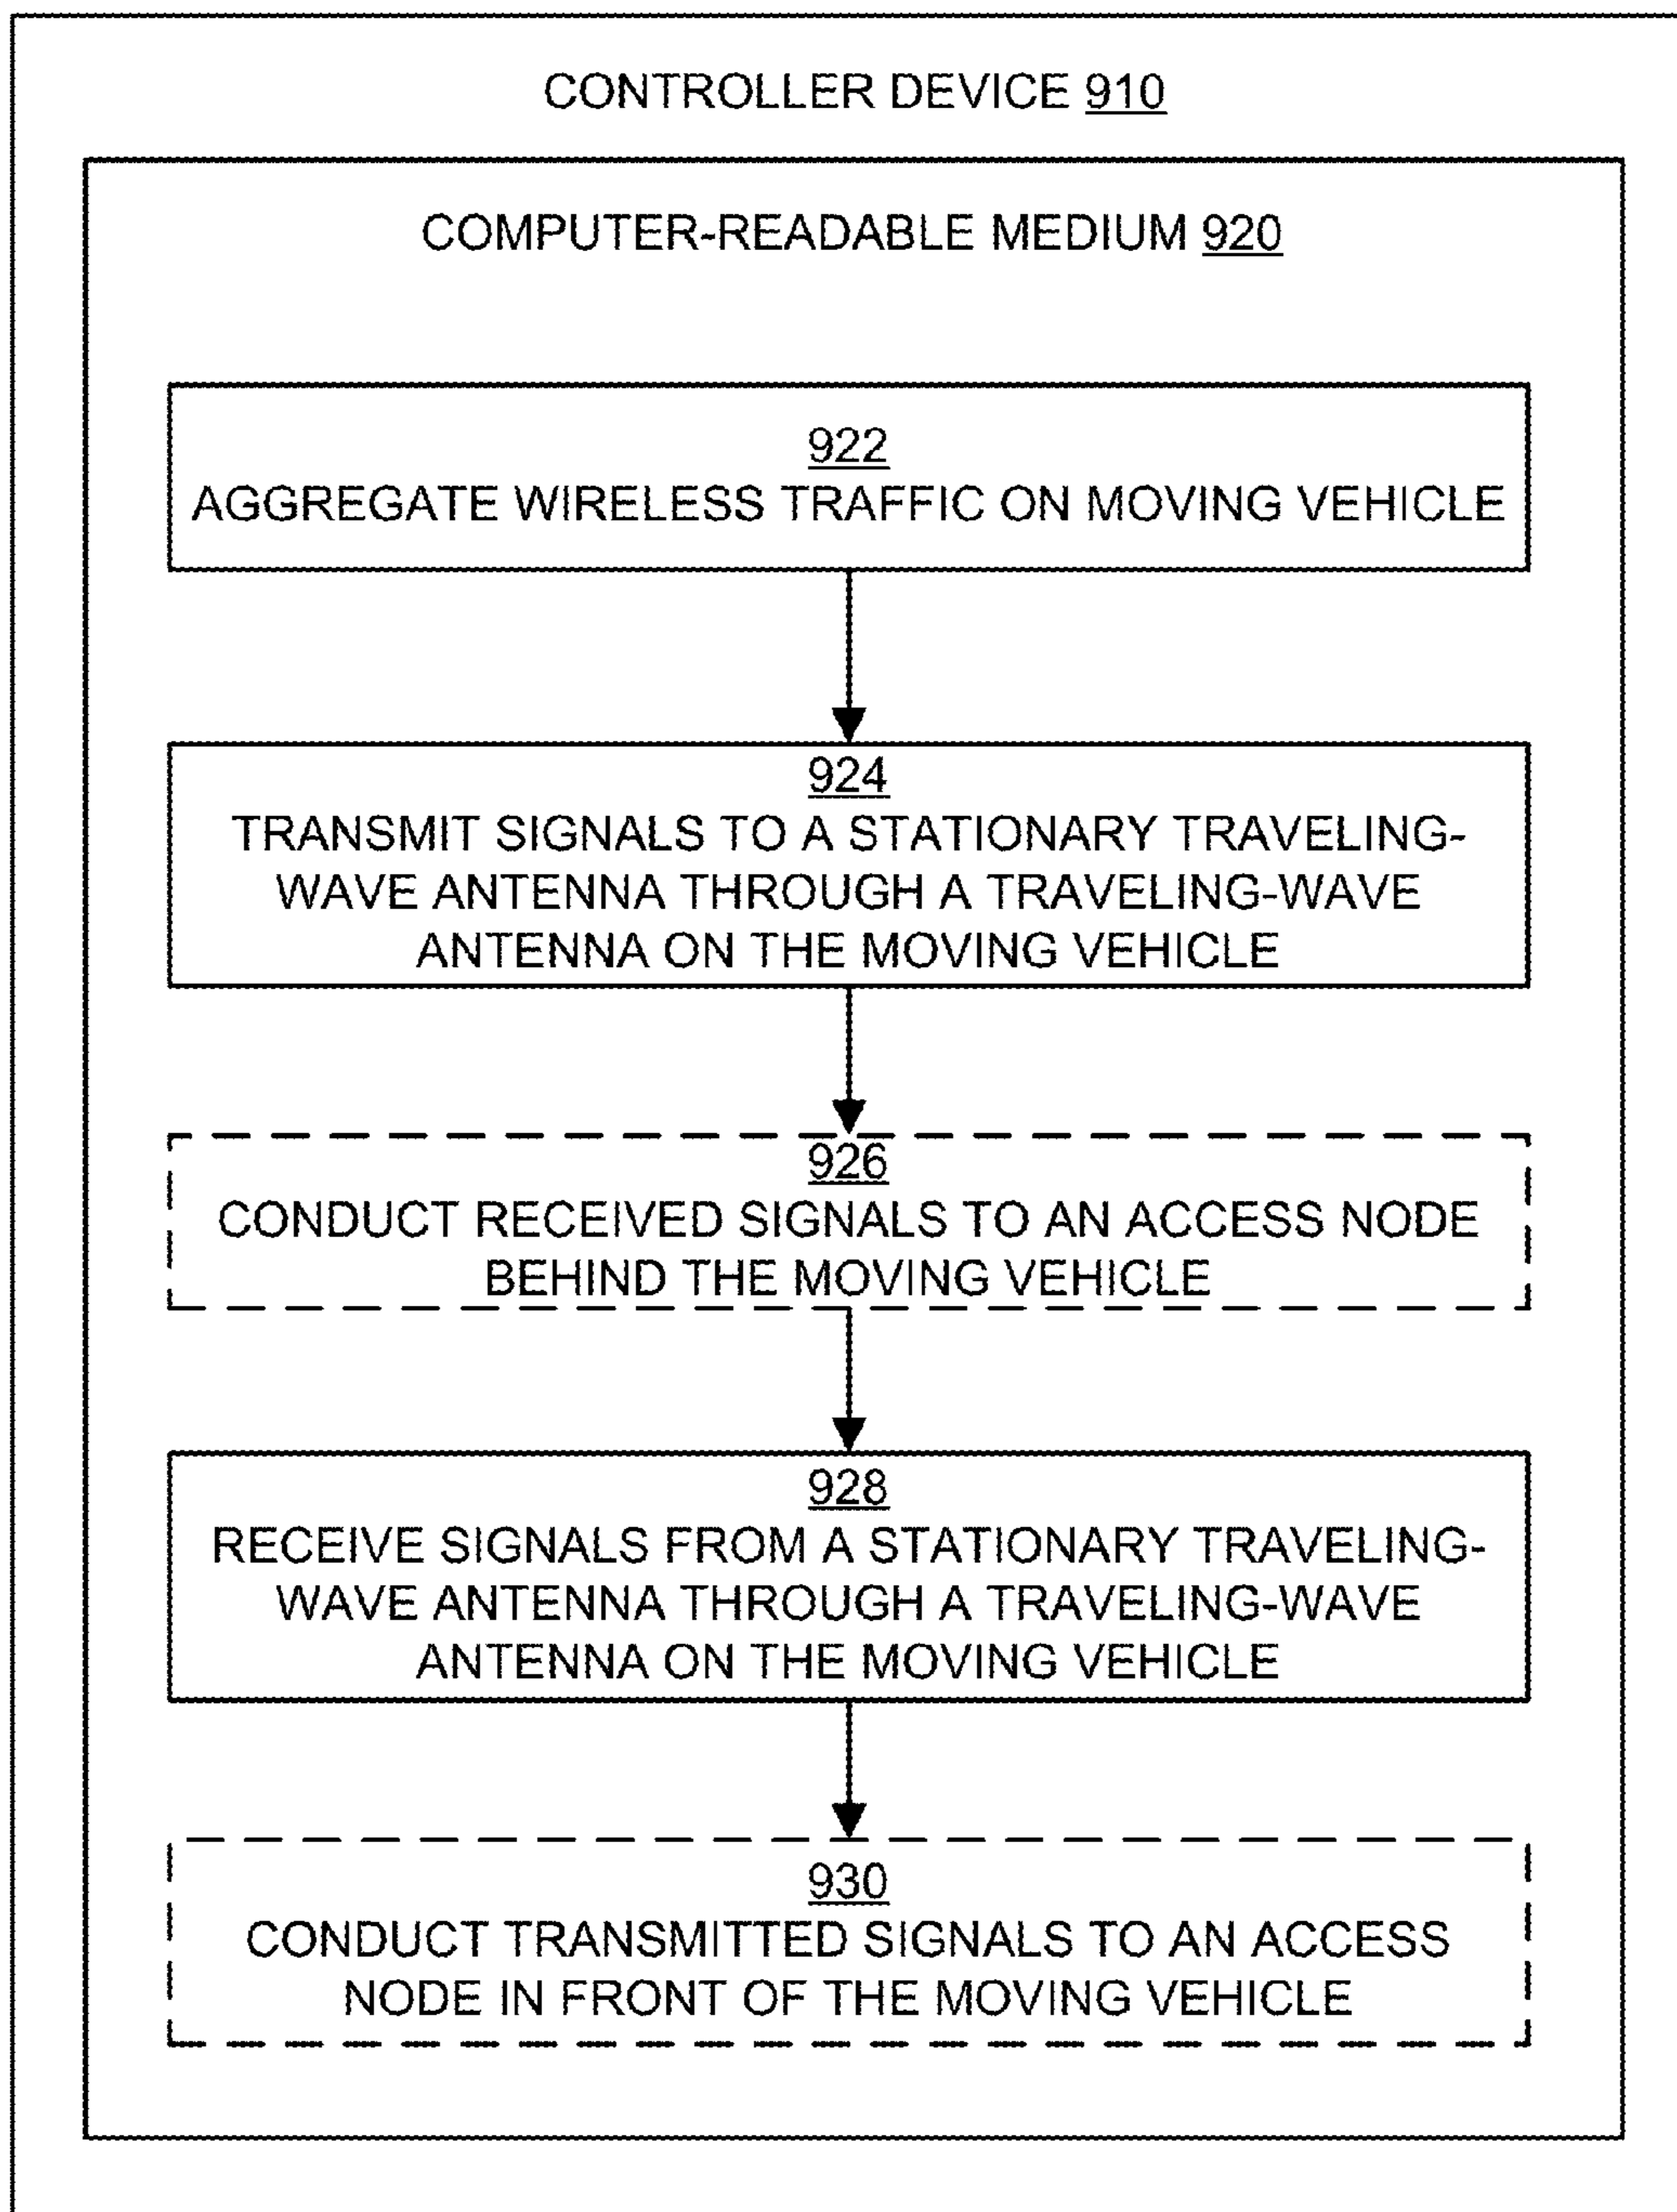 CONTROLLER DEVICE 910
COMPUTER-READABLE MEDIUM 920
922
AGGREGATE WIRELESS TRAFFIC ON MOVING VEHICLE
924
TRANSMIT SIGNALS TO A STATIONARY TRAVELING-
WAVE ANTENNA THROUGH A TRAVELING-WAVE
ANTENNA ON THE MOVING VEHICLE
926
CONDUCT RECEIVED SIGNALS TO AN ACCESS NODE
BEHIND THE MOVING VEHICLE
928
RECEIVE SIGNALS FROM A STATIONARY TRAVELING-
WAVE ANTENNA THROUGH A TRAVELING-WAVE
ANTENNA ON THE MOVING VEHICLE
930
CONDUCT TRANSMITTED SIGNALS TO AN ACCESS
NODE IN FRONT OF THE MOVING VEHICLE